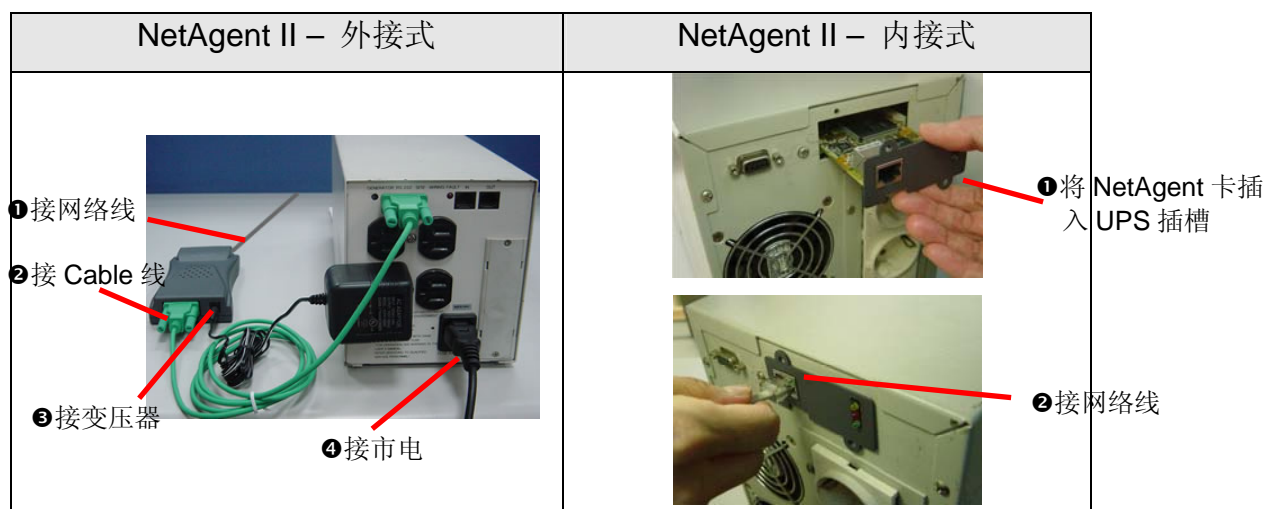 NetAgent II – 外接式
NetAgent II – 内接式
❶接网络线
❷接 Cable 线
❸接变压器
❹接市电
❶将 NetAgent 卡插
入 UPS 插槽
❷接网络线
IN OUT